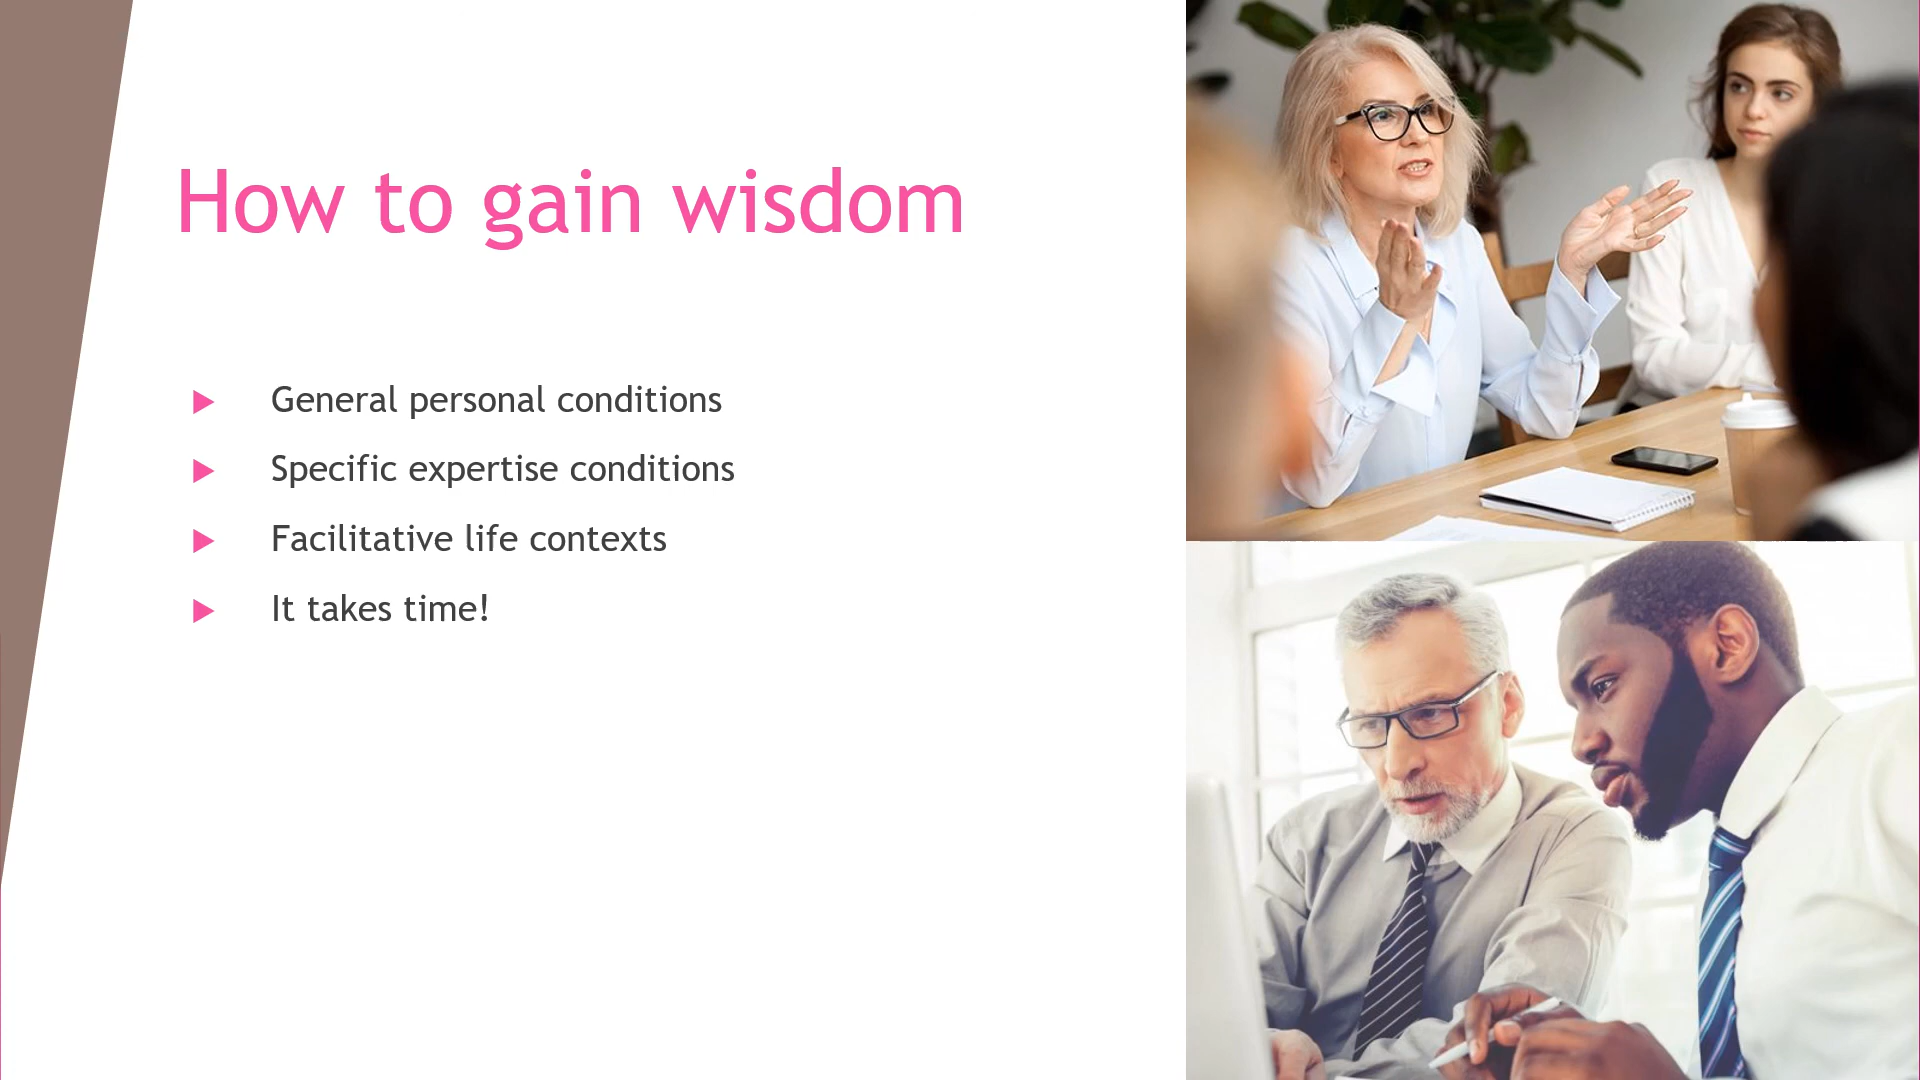 How to gain wisdom
General personal conditions
Specific expertise conditions
Facilitative life contexts
It takes time!